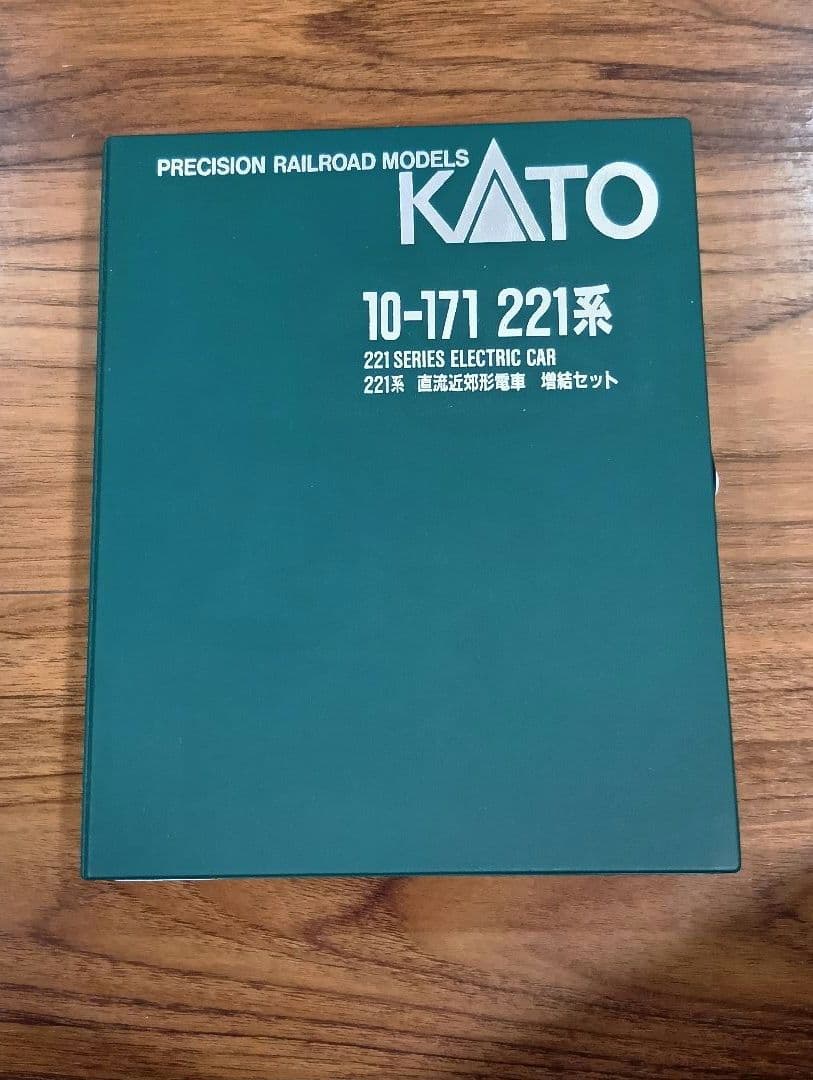 PRECISION RAILROAD MODELS
KATO
10-171 221系
221 SERIES ELECTRIC CAR
221系 直流近郊形電車 増結セット